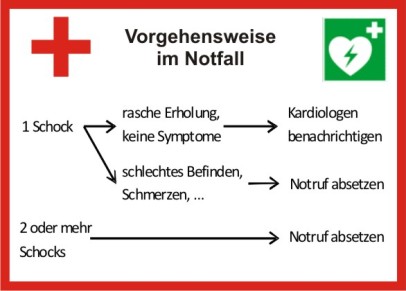 Vorgehensweise
im Notfall
1 Schock
rasche Erholung,
keine Symptome
Kardiologen
benachrichtigen
schlechtes Befinden,
Schmerzen, ...
Notruf absetzen
2 oder mehr
Schocks
Notruf absetzen